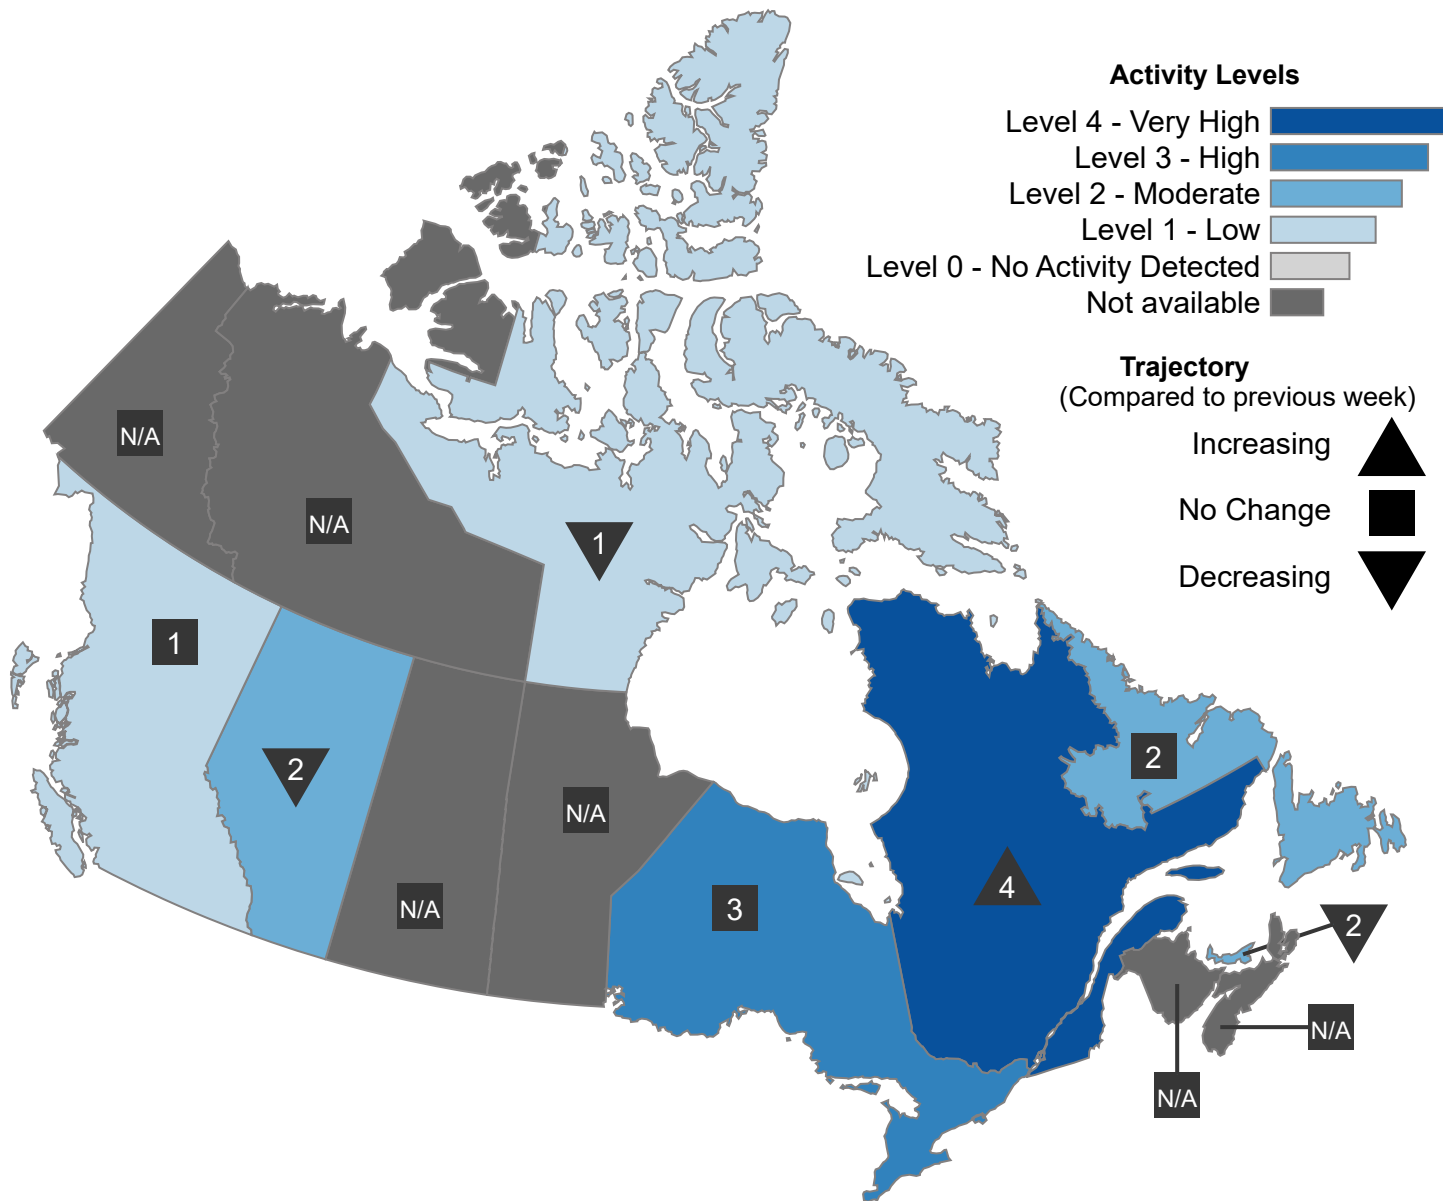 Activity Levels
Level 4 - Very High
Level 3 - High
Level 2 - Moderate
Level 1 - Low
Level 0 - No Activity Detected
Not available
Trajectory
(Compared to previous week)
Increasing
No Change
Decreasing
N/A
N/A
1
1
2
2
N/A
4
N/A
3
2
N/A
N/A